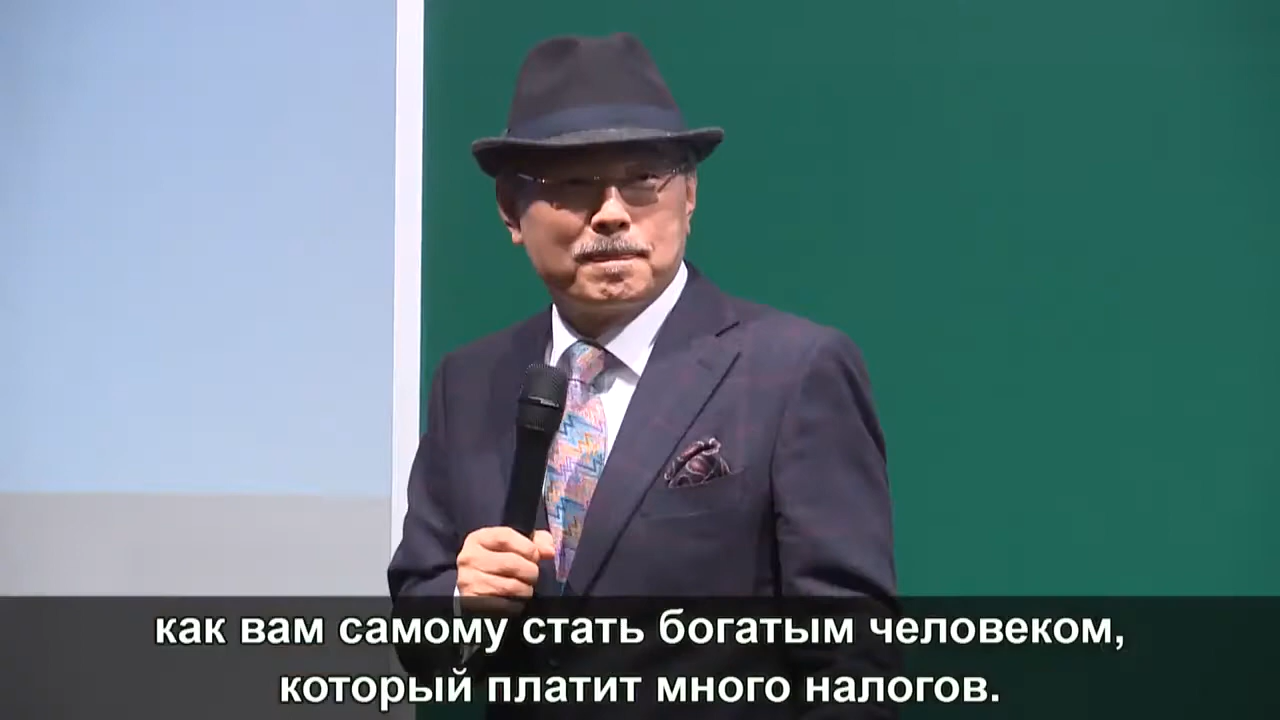 как вам самому стать богатым человеком,
который платит много налогов.